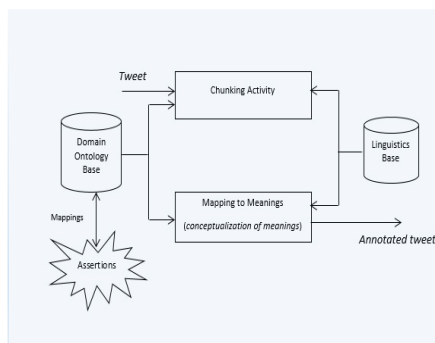 Tweet
Chunking Activity
Domain
Ontology
Base
Linguistics
Base
Mapping to Meanings
(conceptualization of meanings)
Mappings
Annotated tweet
Assertions